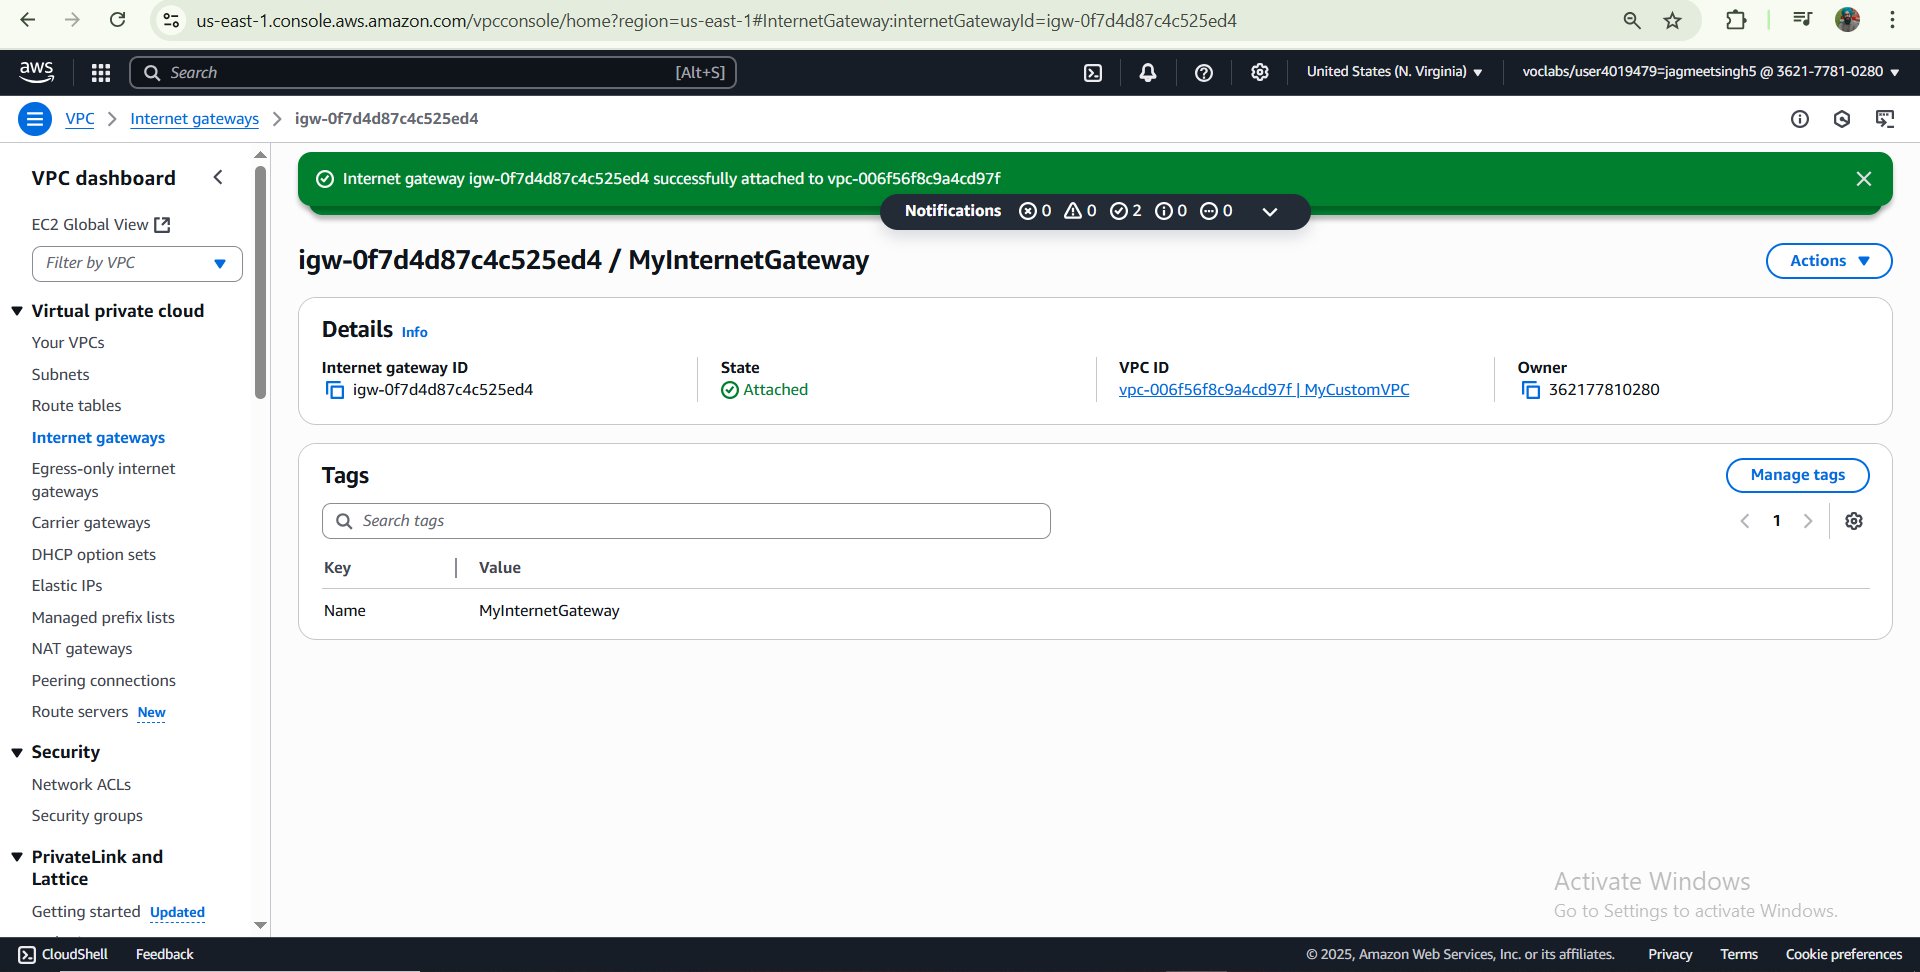 us-east-1.console.aws.amazon.com/vpcconsole/home?region=us-east-1#InternetGateway:internetGatewayId=igw-0f7d4d87c4c525ed4
aws Search [Alt+S] United States (N. Virginia) voclabs/user4019479=jagmeetsingh5 @ 3621-7781-0280
VPC Internet gateways igw-0f7d4d87c4c525ed4
VPC dashboard
EC2 Global View
Filter by VPC
Virtual private cloud
Your VPCs
Subnets
Route tables
Internet gateways
Egress-only internet
gateways
Carrier gateways
DHCP option sets
Elastic IPs
Managed prefix lists
NAT gateways
Peering connections
Route servers New
Security
Network ACLs
Security groups
PrivateLink and
Lattice
Getting started Updated
Internet gateway igw-0f7d4d87c4c525ed4 successfully attached to vpc-006f56f8c9a4cd97f
Notifications 0 0 2 0 0
igw-0f7d4d87c4c525ed4 / MyInternetGateway
Actions
Details Info
Internet gateway ID
igw-0f7d4d87c4c525ed4
State
Attached
VPC ID
vpc-006f56f8c9a4cd97f | MyCustomVPC
Owner
362177810280
Tags
Manage tags
Search tags
1
Key Value
Name MyInternetGateway
Activate Windows
Go to Settings to activate Windows.
CloudShell Feedback © 2025, Amazon Web Services, Inc. or its affiliates. Privacy Terms Cookie preferences